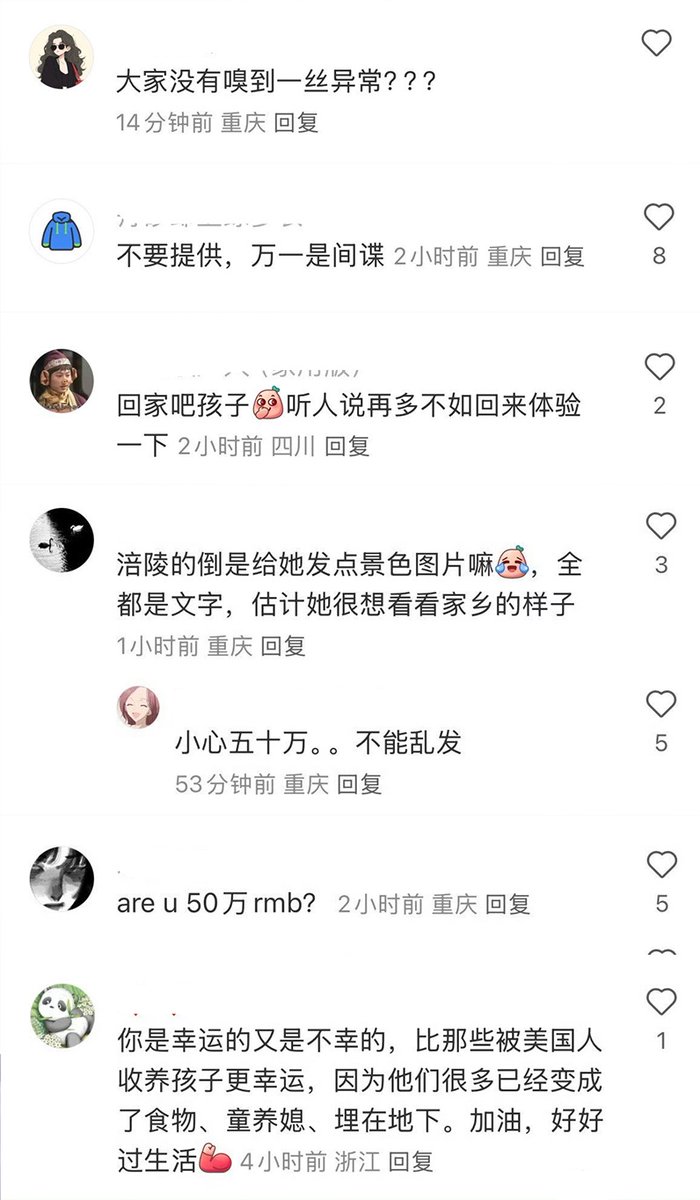 大家没有嗅到一丝异常？？？
14分钟前 重庆 回复
不要提供，万一是间谍 2小时前 重庆 回复
8
回家吧孩子听人说再多不如回来体验
2
一下 2小时前 四川 回复
涪陵的倒是给她发点景色图片嘛，全
3
都是文字，估计她很想看看家乡的样子
1小时前 重庆 回复
小心五十万。。不能乱发
5
53分钟前 重庆 回复
are u 50万rmb? 2小时前 重庆 回复
5
你是幸运的又是不幸的，比那些被美国人
1
收养孩子更幸运，因为他们很多已经变成
了食物、童养媳、埋在地下。加油，好好
过生活 4小时前 浙江 回复